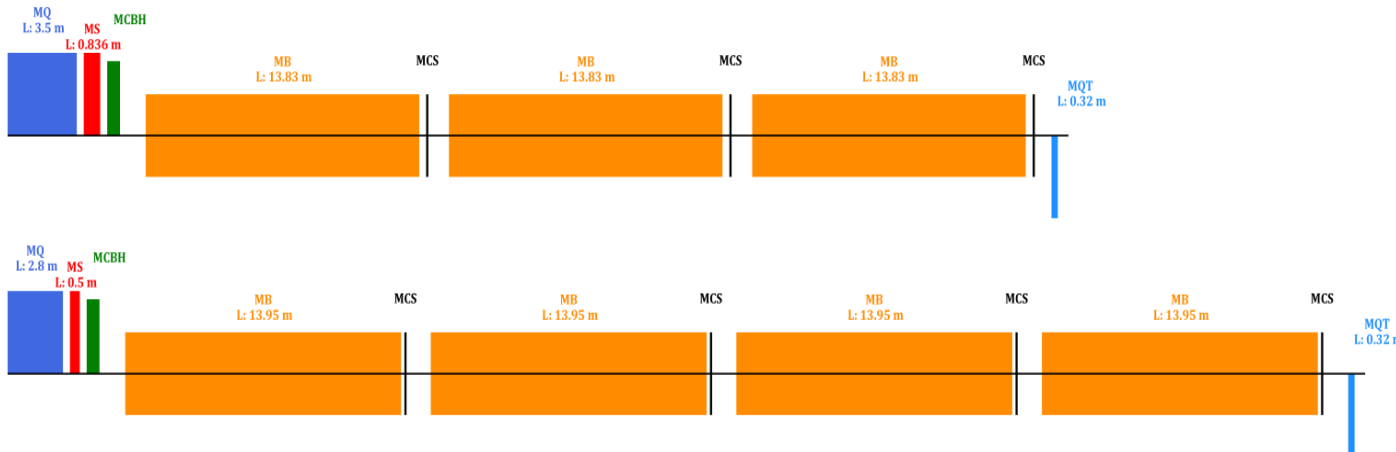 MQ
L: 3.5 m
MS
L: 0.836 m
MCBH
MB
L: 13.83 m
MCS
MB
L: 13.83 m
MCS
MB
L: 13.83 m
MCS
MQT
L: 0.32 m
MQ
L: 2.8 m
MS
L: 0.5 m
MCBH
MB
L: 13.95 m
MCS
MB
L: 13.95 m
MCS
MB
L: 13.95 m
MCS
MB
L: 13.95 m
MCS
MQT
L: 0.32